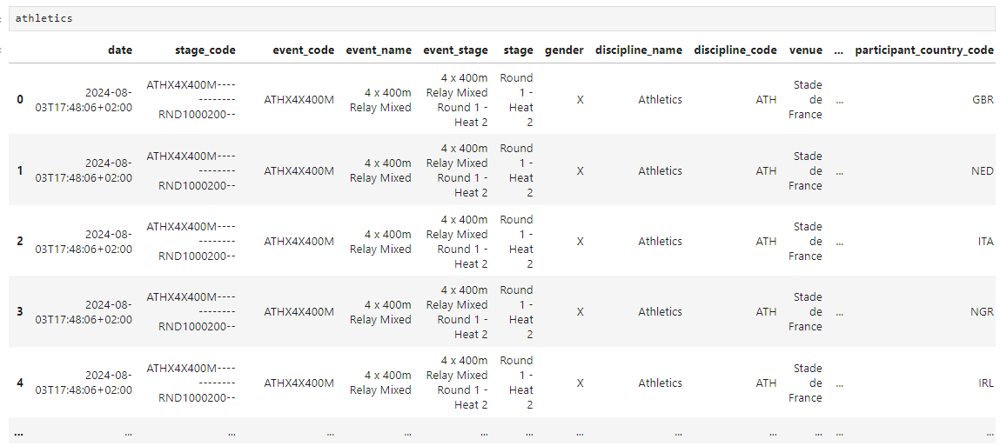 athletics
date stage_code event_code event_name event_stage stage gender discipline_name discipline_code venue ... participant_country_code
4 x 400m Round
2024-08- ATHX4X400M---- 4 x 400m Relay Mixed 1 - Stade
0 -------- ATHX4X400M X Athletics ATH de ... GBR
03T17:48:06+02:00 RND1000200-- Relay Mixed Round 1 - Heat France
Heat 2 2
4 x 400m Round
2024-08- ATHX4X400M---- 4 x 400m Relay Mixed 1 - Stade
1 -------- ATHX4X400M X Athletics ATH de ... NED
03T17:48:06+02:00 RND1000200-- Relay Mixed Round 1 - Heat France
Heat 2 2
4 x 400m Round
2024-08- ATHX4X400M---- 4 x 400m Relay Mixed 1 - Stade
2 -------- ATHX4X400M X Athletics ATH de ... ITA
03T17:48:06+02:00 RND1000200-- Relay Mixed Round 1 - Heat France
Heat 2 2
4 x 400m Round
2024-08- ATHX4X400M---- 4 x 400m Relay Mixed 1 - Stade
3 -------- ATHX4X400M X Athletics ATH de ... NGR
03T17:48:06+02:00 RND1000200-- Relay Mixed Round 1 - Heat France
Heat 2 2
4 x 400m Round
2024-08- ATHX4X400M---- 4 x 400m Relay Mixed 1 - Stade
4 -------- ATHX4X400M X Athletics ATH de ... IRL
03T17:48:06+02:00 RND1000200-- Relay Mixed Round 1 - Heat France
Heat 2 2
... ... ... ... ... ... ... ... ... ... ... ... ...